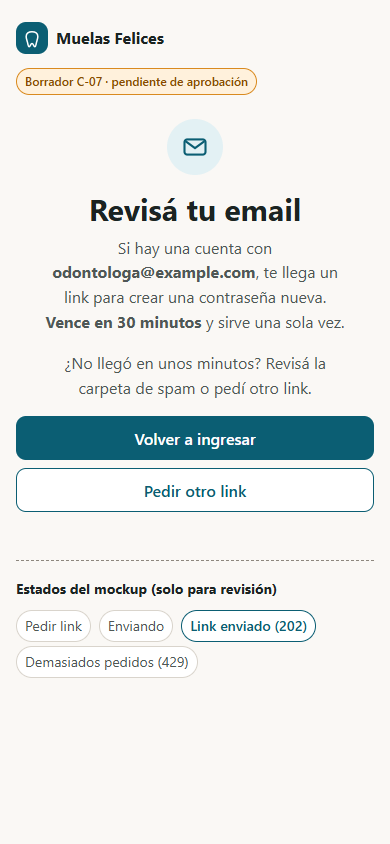 Muelas Felices
Borrador C-07 · pendiente de aprobación
Revisá tu email
Si hay una cuenta con
odontologa@example.com, te llega un
link para crear una contraseña nueva.
Vence en 30 minutos y sirve una sola vez.
¿No llegó en unos minutos? Revisá la
carpeta de spam o pedí otro link.
Volver a ingresar
Pedir otro link
Estados del mockup (solo para revisión)
Pedir link Enviando Link enviado (202)
Demasiados pedidos (429)